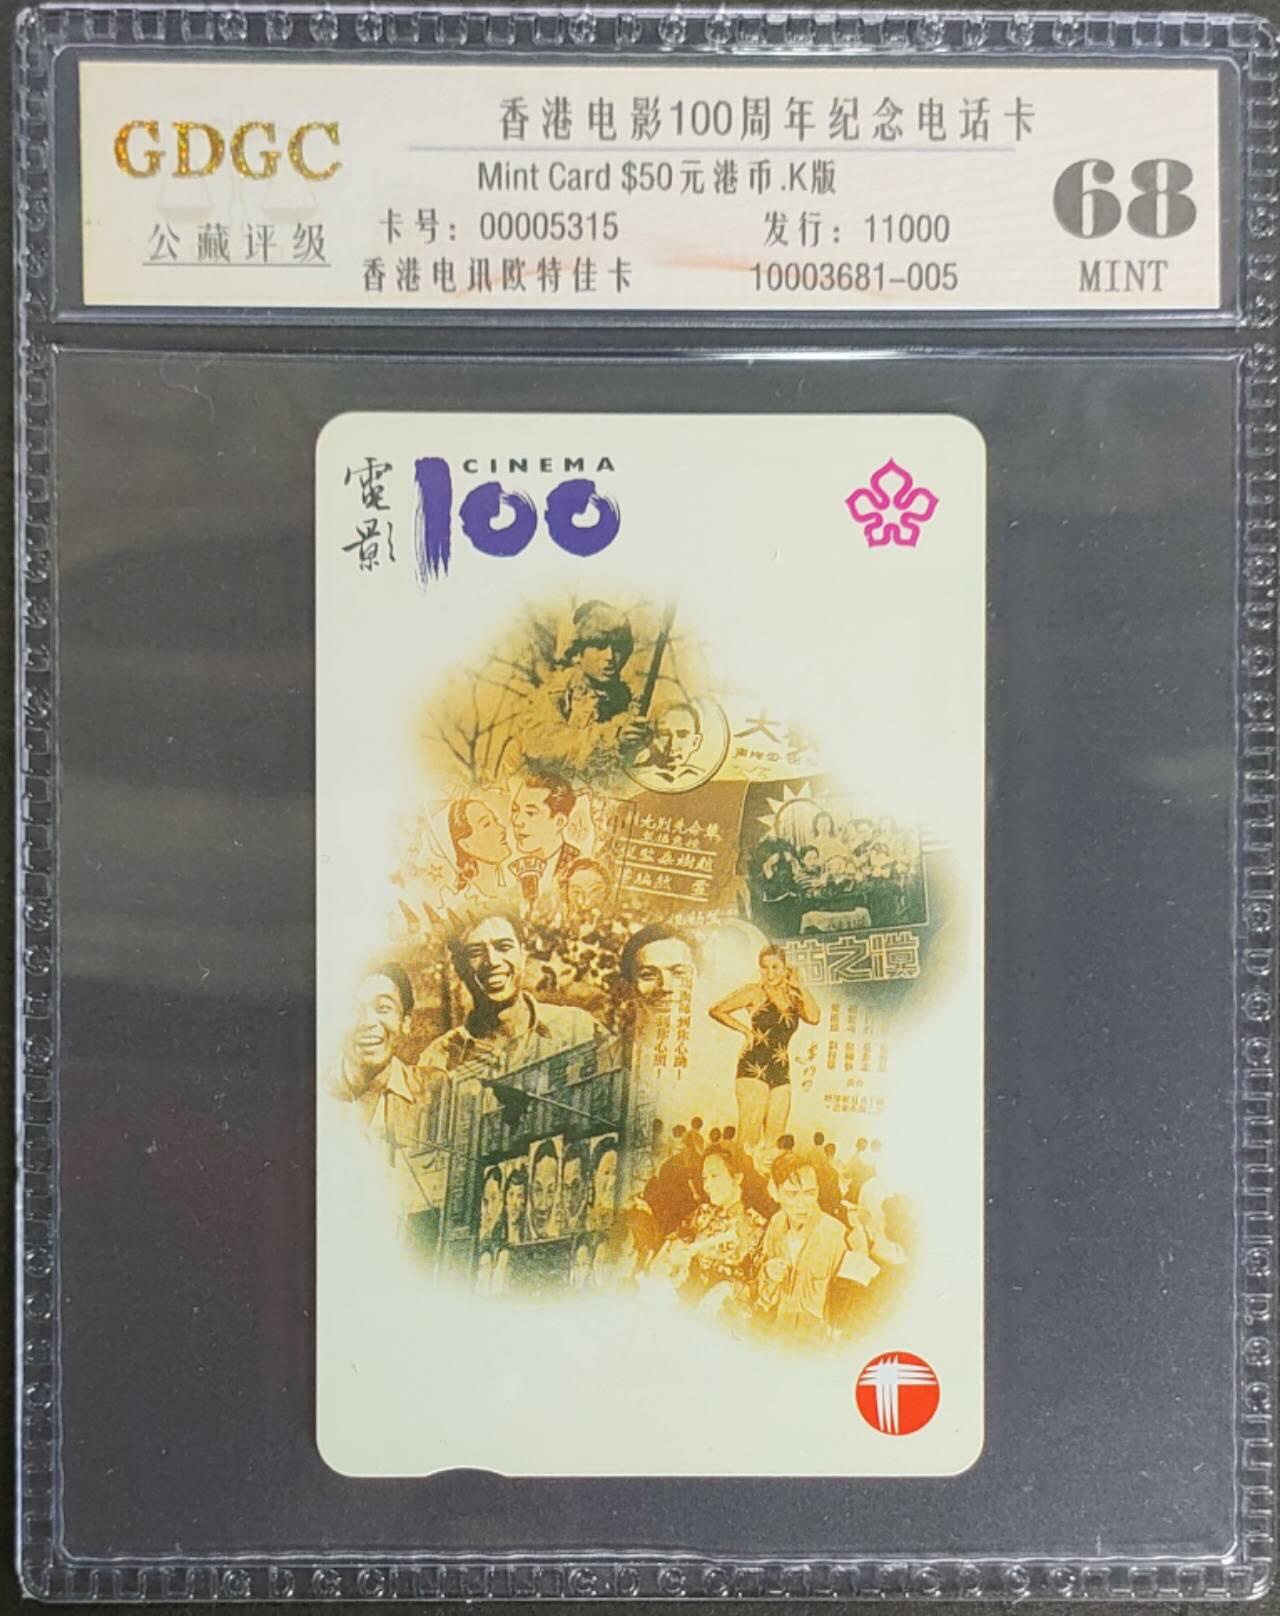 GDGC
公藏评级
香港电影100周年纪念电话卡
Mint Card $50元港币.K版
卡号：00005315
发行：11000
香港电讯欧特佳卡
10003681-005
68
MINT
電影
CINEMA
100